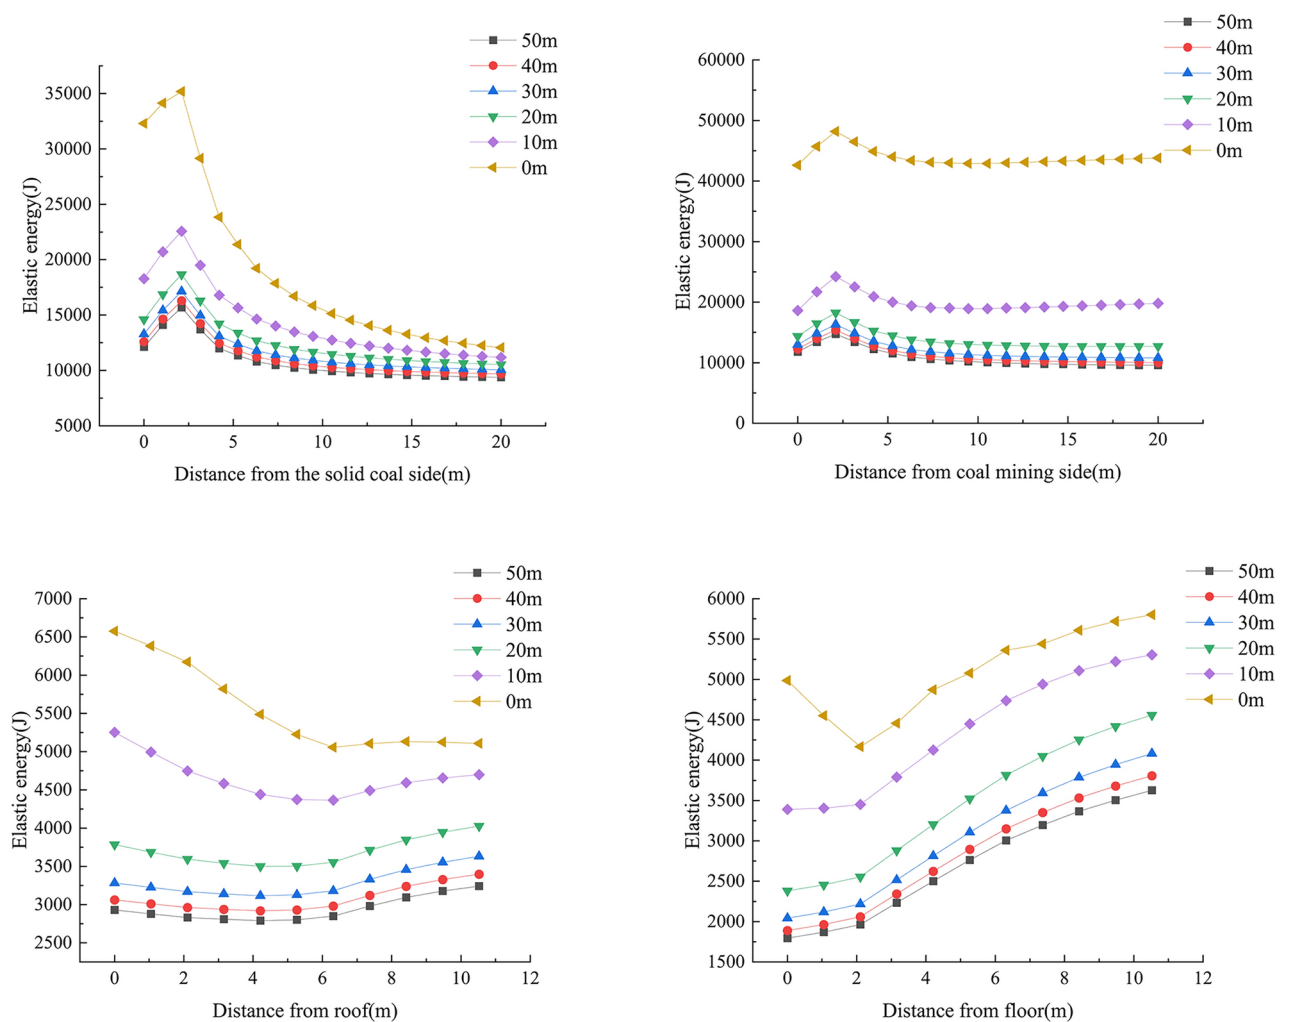 50m
40m
30m
20m
10m
0m
35000
30000
25000
20000
15000
10000
5000
Elastic energy(J)
0 5 10 15 20
Distance from the solid coal side(m)
50m
40m
30m
20m
10m
0m
60000
50000
40000
30000
20000
10000
0
Elastic energy(J)
0 5 10 15 20
Distance from coal mining side(m)
50m
40m
30m
20m
10m
0m
7000
6500
6000
5500
5000
4500
4000
3500
3000
2500
Elastic energy(J)
0 2 4 6 8 10 12
Distance from roof(m)
50m
40m
30m
20m
10m
0m
6000
5500
5000
4500
4000
3500
3000
2500
2000
1500
Elastic energy(J)
0 2 4 6 8 10 12
Distance from floor(m)